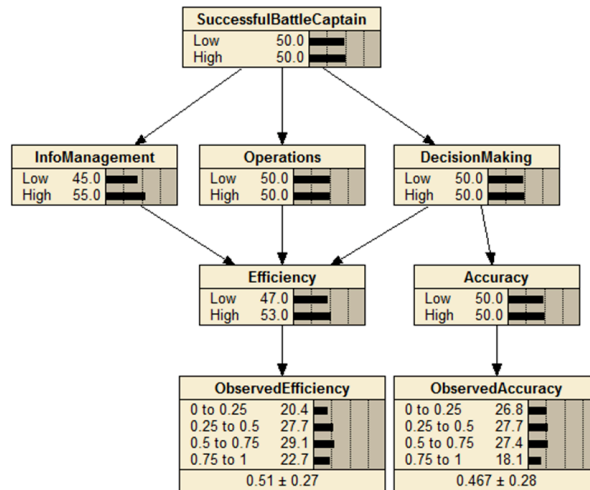 SuccessfulBattleCaptain
Low 50.0
High 50.0
InfoManagement
Low 45.0
High 55.0
Operations
Low 50.0
High 50.0
DecisionMaking
Low 50.0
High 50.0
Efficiency
Low 47.0
High 53.0
Accuracy
Low 50.0
High 50.0
ObservedEfficiency
0 to 0.25 20.4
0.25 to 0.5 27.7
0.5 to 0.75 29.1
0.75 to 1 22.7
0.51 ± 0.27
ObservedAccuracy
0 to 0.25 26.8
0.25 to 0.5 27.7
0.5 to 0.75 27.4
0.75 to 1 18.1
0.467 ± 0.28